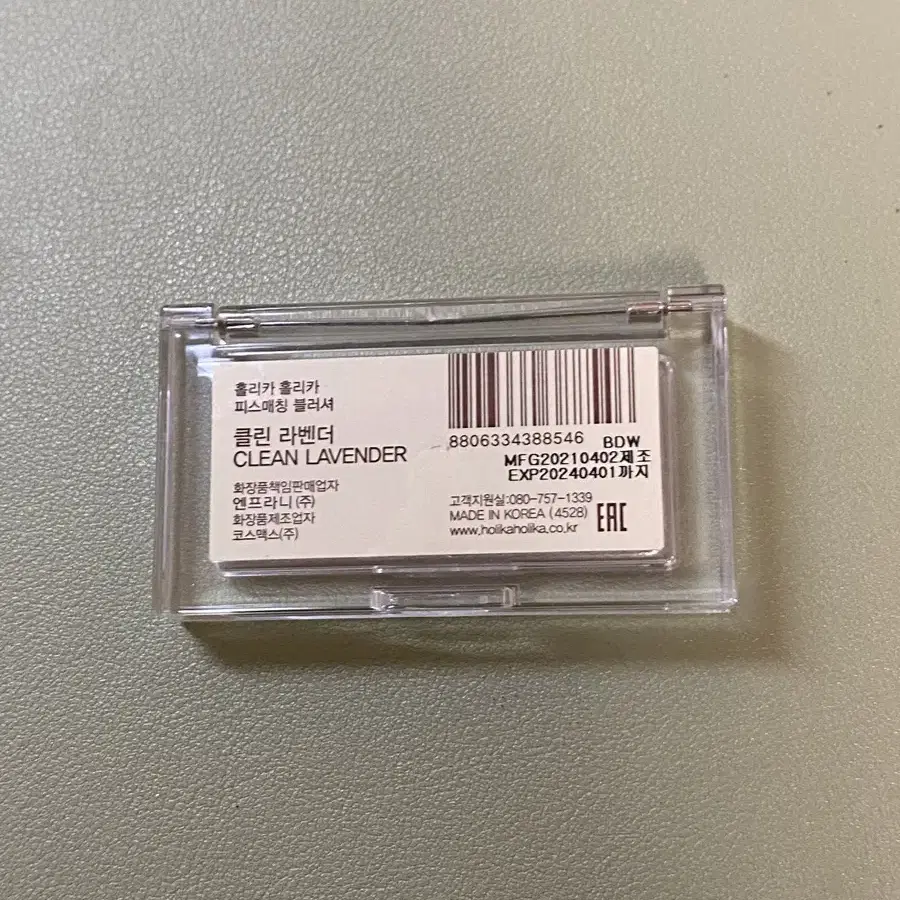 홀리카 홀리카
피스매칭 블러셔
클린 라벤더
CLEAN LAVENDER
화장품책임판매업자
엔프라니(주)
화장품제조업자
코스맥스(주)
8806334388546 BDW
MFG20210402제조
EXP20240401까지
고객지원실:080-757-1339
MADE IN KOREA (4528)
www.holikaholika.co.kr
EAC